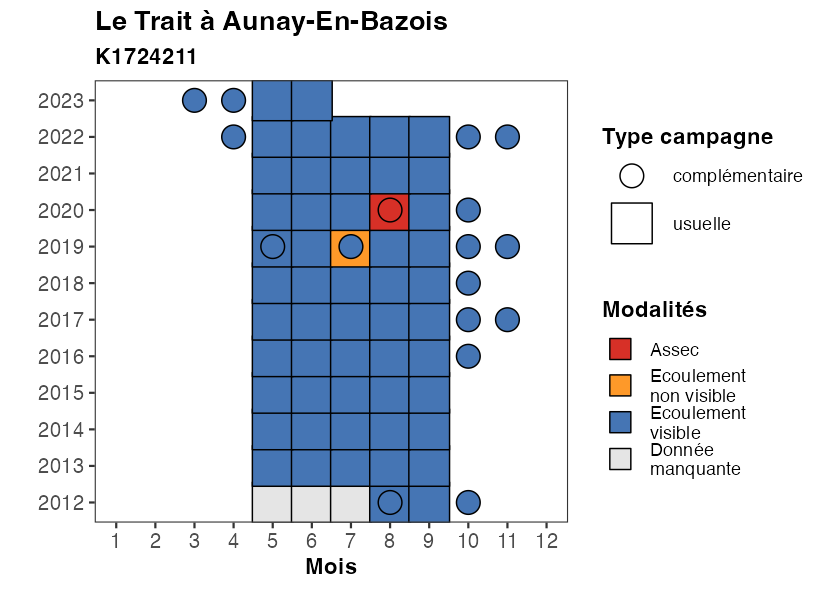 Le Trait à Aunay-En-Bazois
K1724211
2023
2022
2021
2020
2019
2018
2017
2016
2015
2014
2013
2012
1 2 3 4 5 6 7 8 9 10 11 12
Mois
Type campagne
complémentaire
usuelle
Modalités
Assec
Ecoulement
non visible
Ecoulement
visible
Donnée
manquante